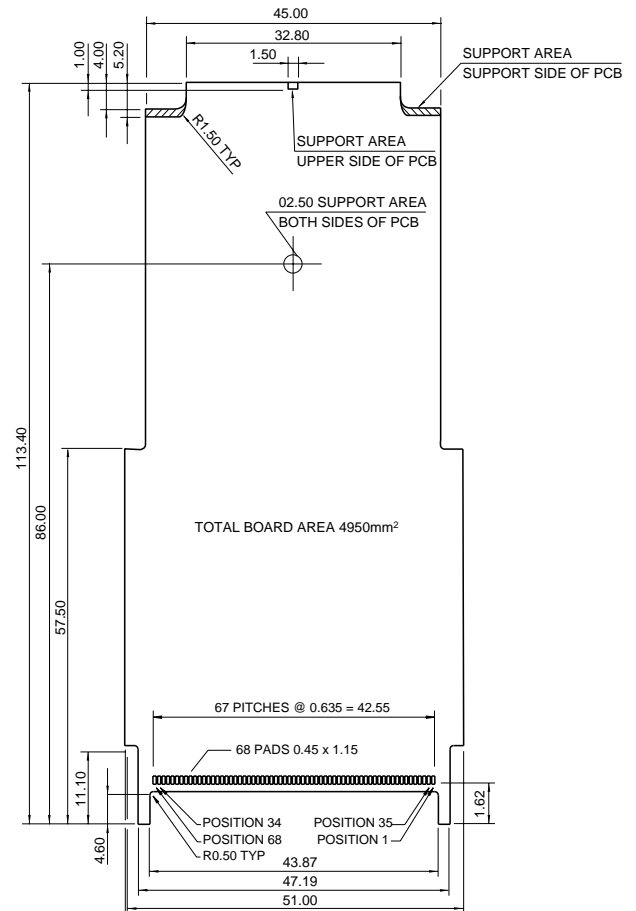 45.00
32.80
1.50
1.00
4.00
5.20
SUPPORT AREA
SUPPORT SIDE OF PCB
R1.50 TYP
SUPPORT AREA
UPPER SIDE OF PCB
02.50 SUPPORT AREA
BOTH SIDES OF PCB
113.40
86.00
57.50
TOTAL BOARD AREA 4950mm²
67 PITCHES @ 0.635 = 42.55
68 PADS 0.45 x 1.15
11.10
4.60
1.62
POSITION 34
POSITION 35
POSITION 68
POSITION 1
R0.50 TYP
43.87
47.19
51.00